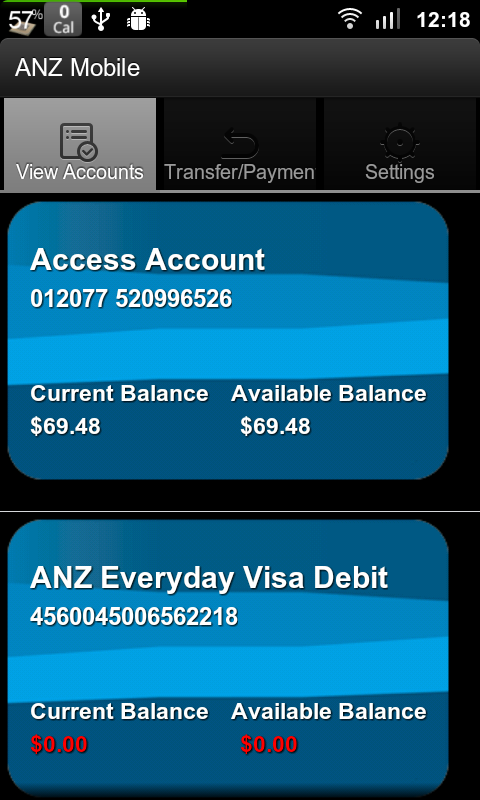 57% 0 Cal 12:18
ANZ Mobile
View Accounts Transfer/Paymen Settings
Access Account
012077 520996526
Current Balance Available Balance
$69.48 $69.48
ANZ Everyday Visa Debit
4560045006562218
Current Balance Available Balance
$0.00 $0.00